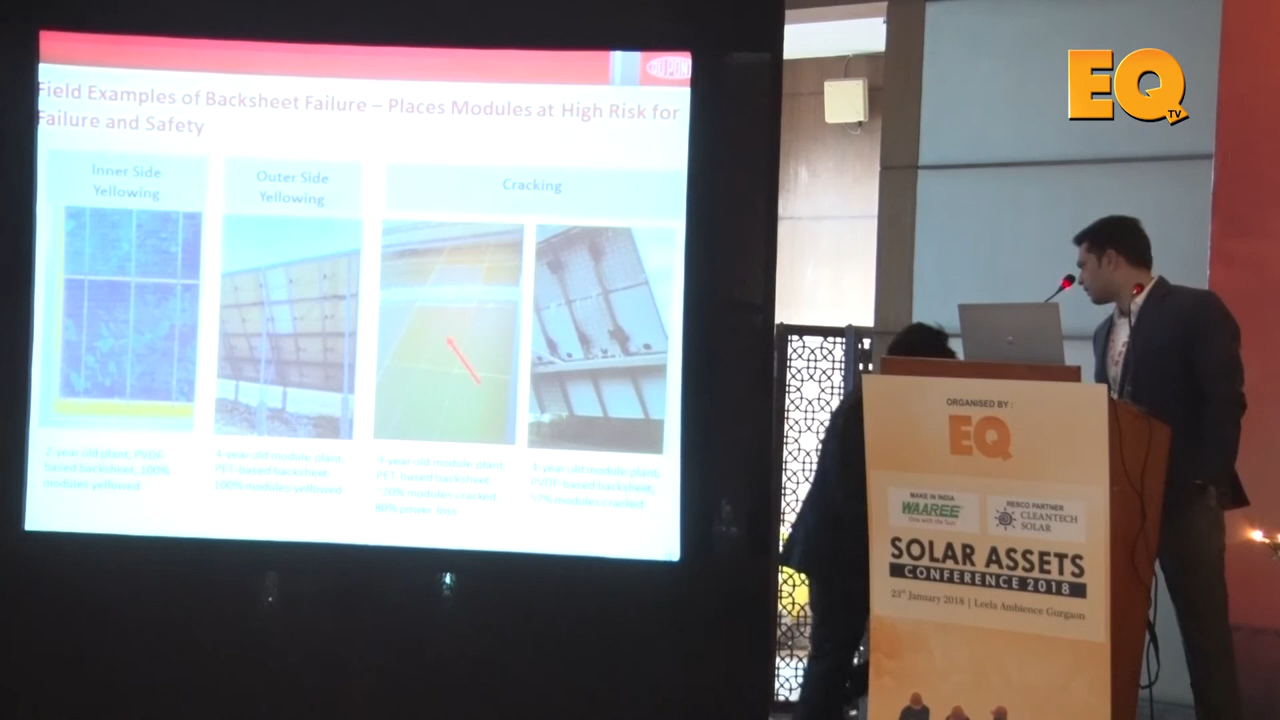 DUPONT
Field Examples of Backsheet Failure – Places Modules at High Risk for
Failure and Safety
Inner Side
Yellowing
Outer Side
Yellowing
Cracking
-year old plant, PVDF-
based backsheet, 100%
modules yellowed
4-year old module plant,
PET-based backsheet
100% modules yellowed
-year old module plant,
PET-based backsheet
20% modules cracked
80% power loss
-year old module plant,
PVDF-based backsheet,
57% modules cracked
EQ
TV
ORGANISED BY :
EQ
MAKE IN INDIA
WAAREE
One with the Sun
RESCO PARTNER
CLEANTECH
SOLAR
SOLAR ASSETS
CONFERENCE 2018
23rd January 2018 | Leela Ambience Gurgaon